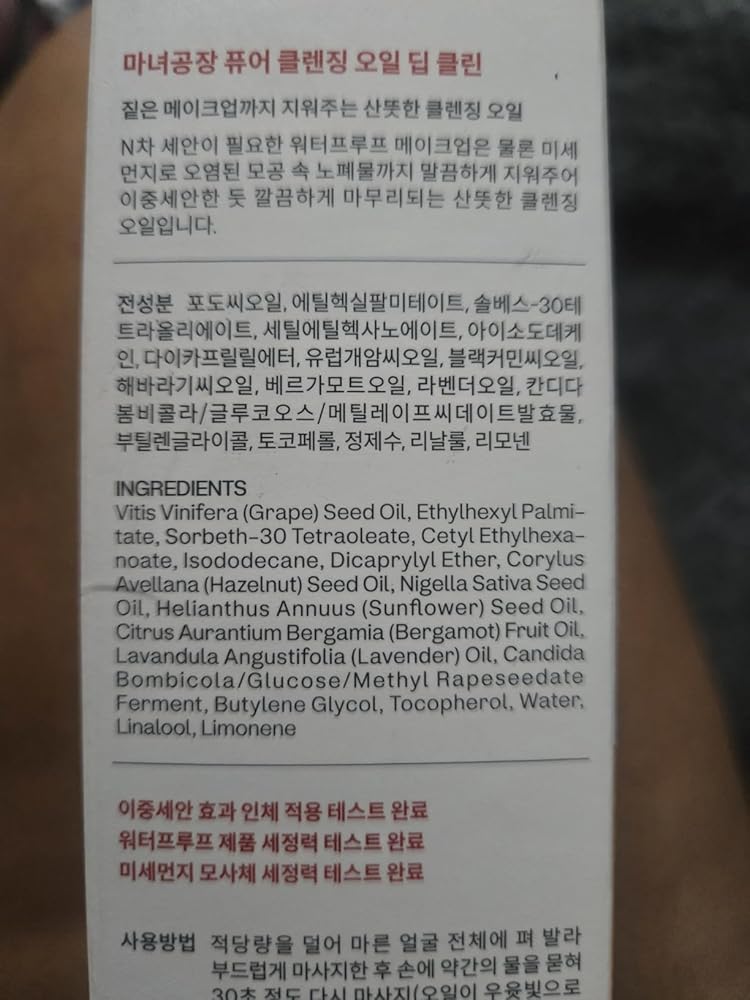 마녀공장 퓨어 클렌징 오일 딥 클린
짙은 메이크업까지 지워주는 산뜻한 클렌징 오일
N차 세안이 필요한 워터프루프 메이크업은 물론 미세
먼지로 오염된 모공 속 노폐물까지 말끔하게 지워주어
이중세안한 듯 깔끔하게 마무리되는 산뜻한 클렌징
오일입니다.
전성분 포도씨오일, 에틸헥실팔미테이트, 솔베스-30테
트라올리에이트, 세틸에틸헥사노에이트, 아이소도데케
인, 다이카프릴릴에터, 유럽개암씨오일, 블랙커민씨오일,
해바라기씨오일, 베르가모트오일, 라벤더오일, 칸디다
봄비콜라/글루코오스/메틸레이프씨데이트발효물,
부틸렌글라이콜, 토코페롤, 정제수, 리날룰, 리모넨
INGREDIENTS
Vitis Vinifera (Grape) Seed Oil, Ethylhexyl Palmi-
tate, Sorbeth-30 Tetraoleate, Cetyl Ethylhexa-
noate, Isododecane, Dicaprylyl Ether, Corylus
Avellana (Hazelnut) Seed Oil, Nigella Sativa Seed
Oil, Helianthus Annuus (Sunflower) Seed Oil,
Citrus Aurantium Bergamia (Bergamot) Fruit Oil,
Lavandula Angustifolia (Lavender) Oil, Candida
Bombicola/Glucose/Methyl Rapeseedate
Ferment, Butylene Glycol, Tocopherol, Water,
Linalool, Limonene
이중세안 효과 인체 적용 테스트 완료
워터프루프 제품 세정력 테스트 완료
미세먼지 모사체 세정력 테스트 완료
사용방법 적당량을 덜어 마른 얼굴 전체에 펴 발라
부드럽게 마사지한 후 손에 약간의 물을 묻혀
30초 정도 다시 마사지(오일이 우윳빛으로